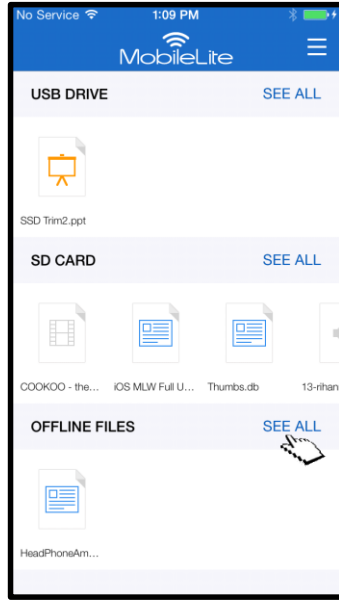 No Service 1:09 PM
MobileLite
USB DRIVE SEE ALL
SSD Trim2.ppt
SD CARD SEE ALL
COOKOO - the... iOS MLW Full U... Thumbs.db 13-rihan
OFFLINE FILES SEE ALL
HeadPhoneAm...